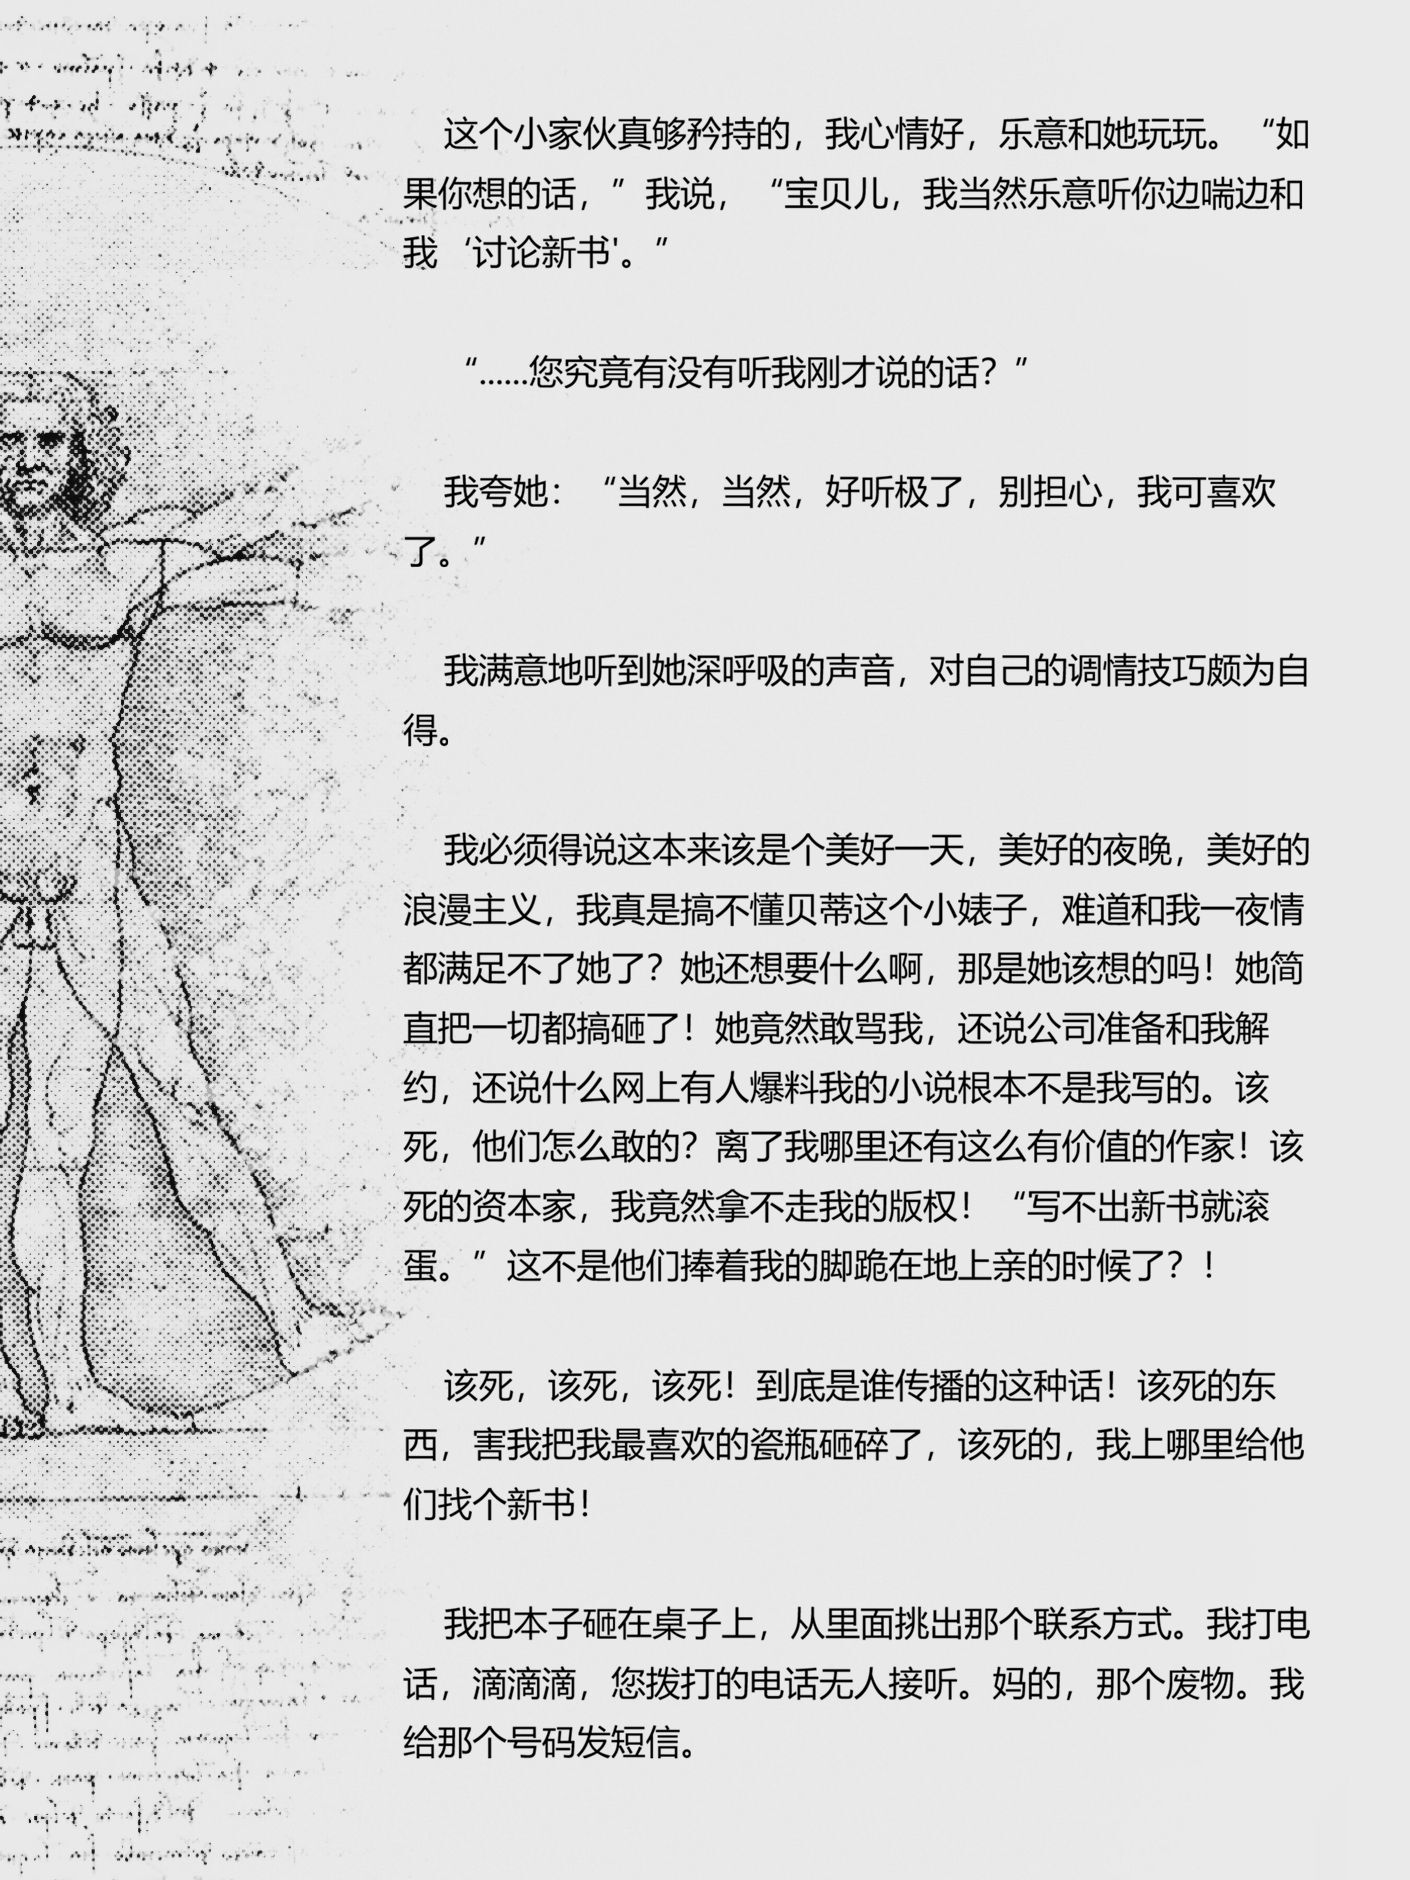 这个小家伙真够矜持的，我心情好，乐意和她玩玩。“如
果你想的话，”我说，“宝贝儿，我当然乐意听你边喘边和
我‘讨论新书'。”
“......您究竟有没有听我刚才说的话？”
我夸她：“当然，当然，好听极了，别担心，我可喜欢
了。”
我满意地听到她深呼吸的声音，对自己的调情技巧颇为自
得。
我必须得说这本来该是个美好一天，美好的夜晚，美好的
浪漫主义，我真是搞不懂贝蒂这个小婊子，难道和我一夜情
都满足不了她了？她还想要什么啊，那是她该想的吗！她简
直把一切都搞砸了！她竟然敢骂我，还说公司准备和我解
约，还说什么网上有人爆料我的小说根本不是我写的。该
死，他们怎么敢的？离了我哪里还有这么有价值的作家！该
死的资本家，我竟然拿不走我的版权！“写不出新书就滚
蛋。”这不是他们捧着我的脚跪在地上亲的时候了？！
该死，该死，该死！到底是谁传播的这种话！该死的东
西，害我把我最喜欢的瓷瓶砸碎了，该死的，我上哪里给他
们找个新书！
我把本子砸在桌子上，从里面挑出那个联系方式。我打电
话，滴滴滴，您拨打的电话无人接听。妈的，那个废物。我
给那个号码发短信。